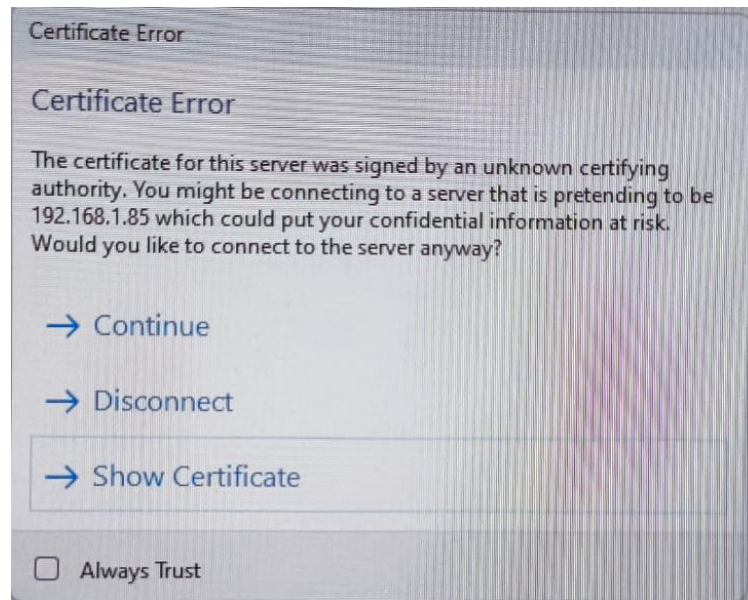 Certificate Error
Certificate Error
The certificate for this server was signed by an unknown certifying
authority. You might be connecting to a server that is pretending to be
192.168.1.85 which could put your confidential information at risk.
Would you like to connect to the server anyway?
Continue
Disconnect
Show Certificate
Always Trust